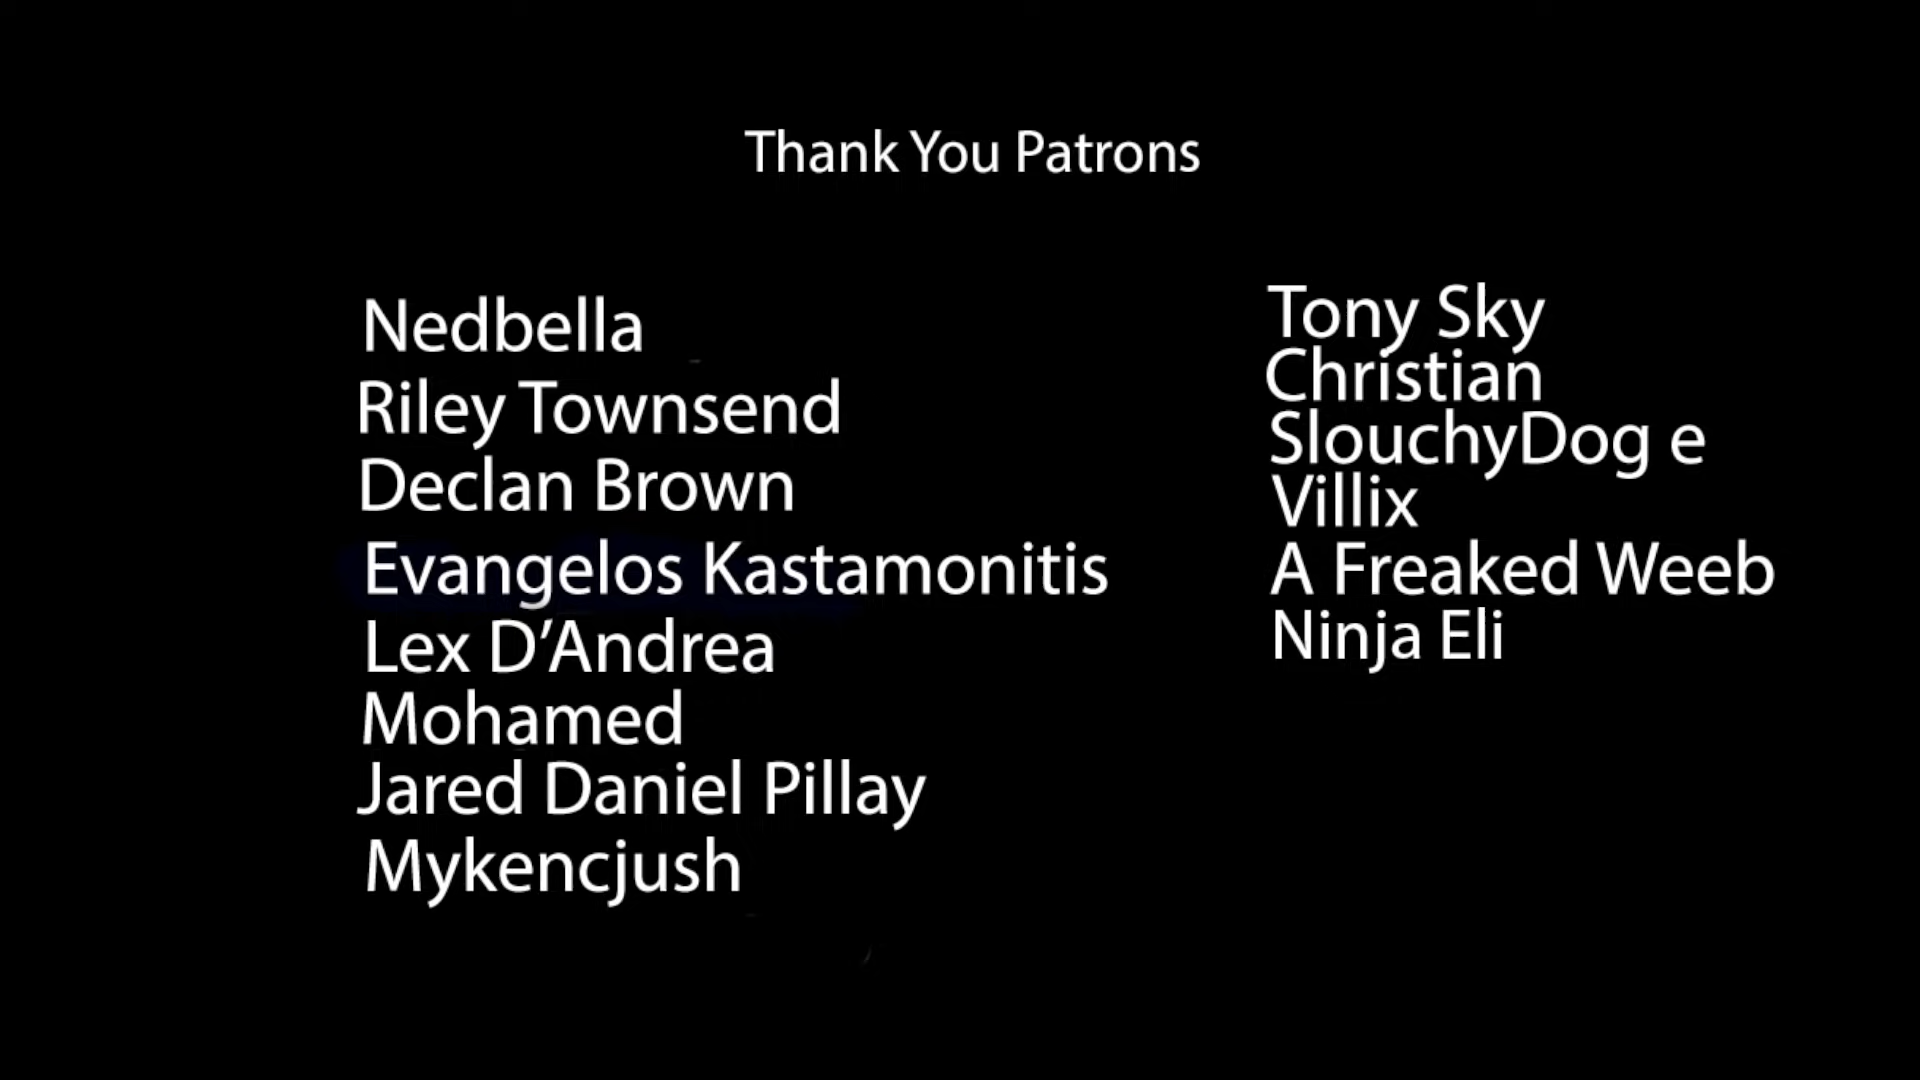 Thank You Patrons
Nedbella
Riley Townsend
Declan Brown
Evangelos Kastamonitis
Lex D’Andrea
Mohamed
Jared Daniel Pillay
Mykencjush
Tony Sky
Christian
SlouchyDog e
Villix
A Freaked Weeb
Ninja Eli